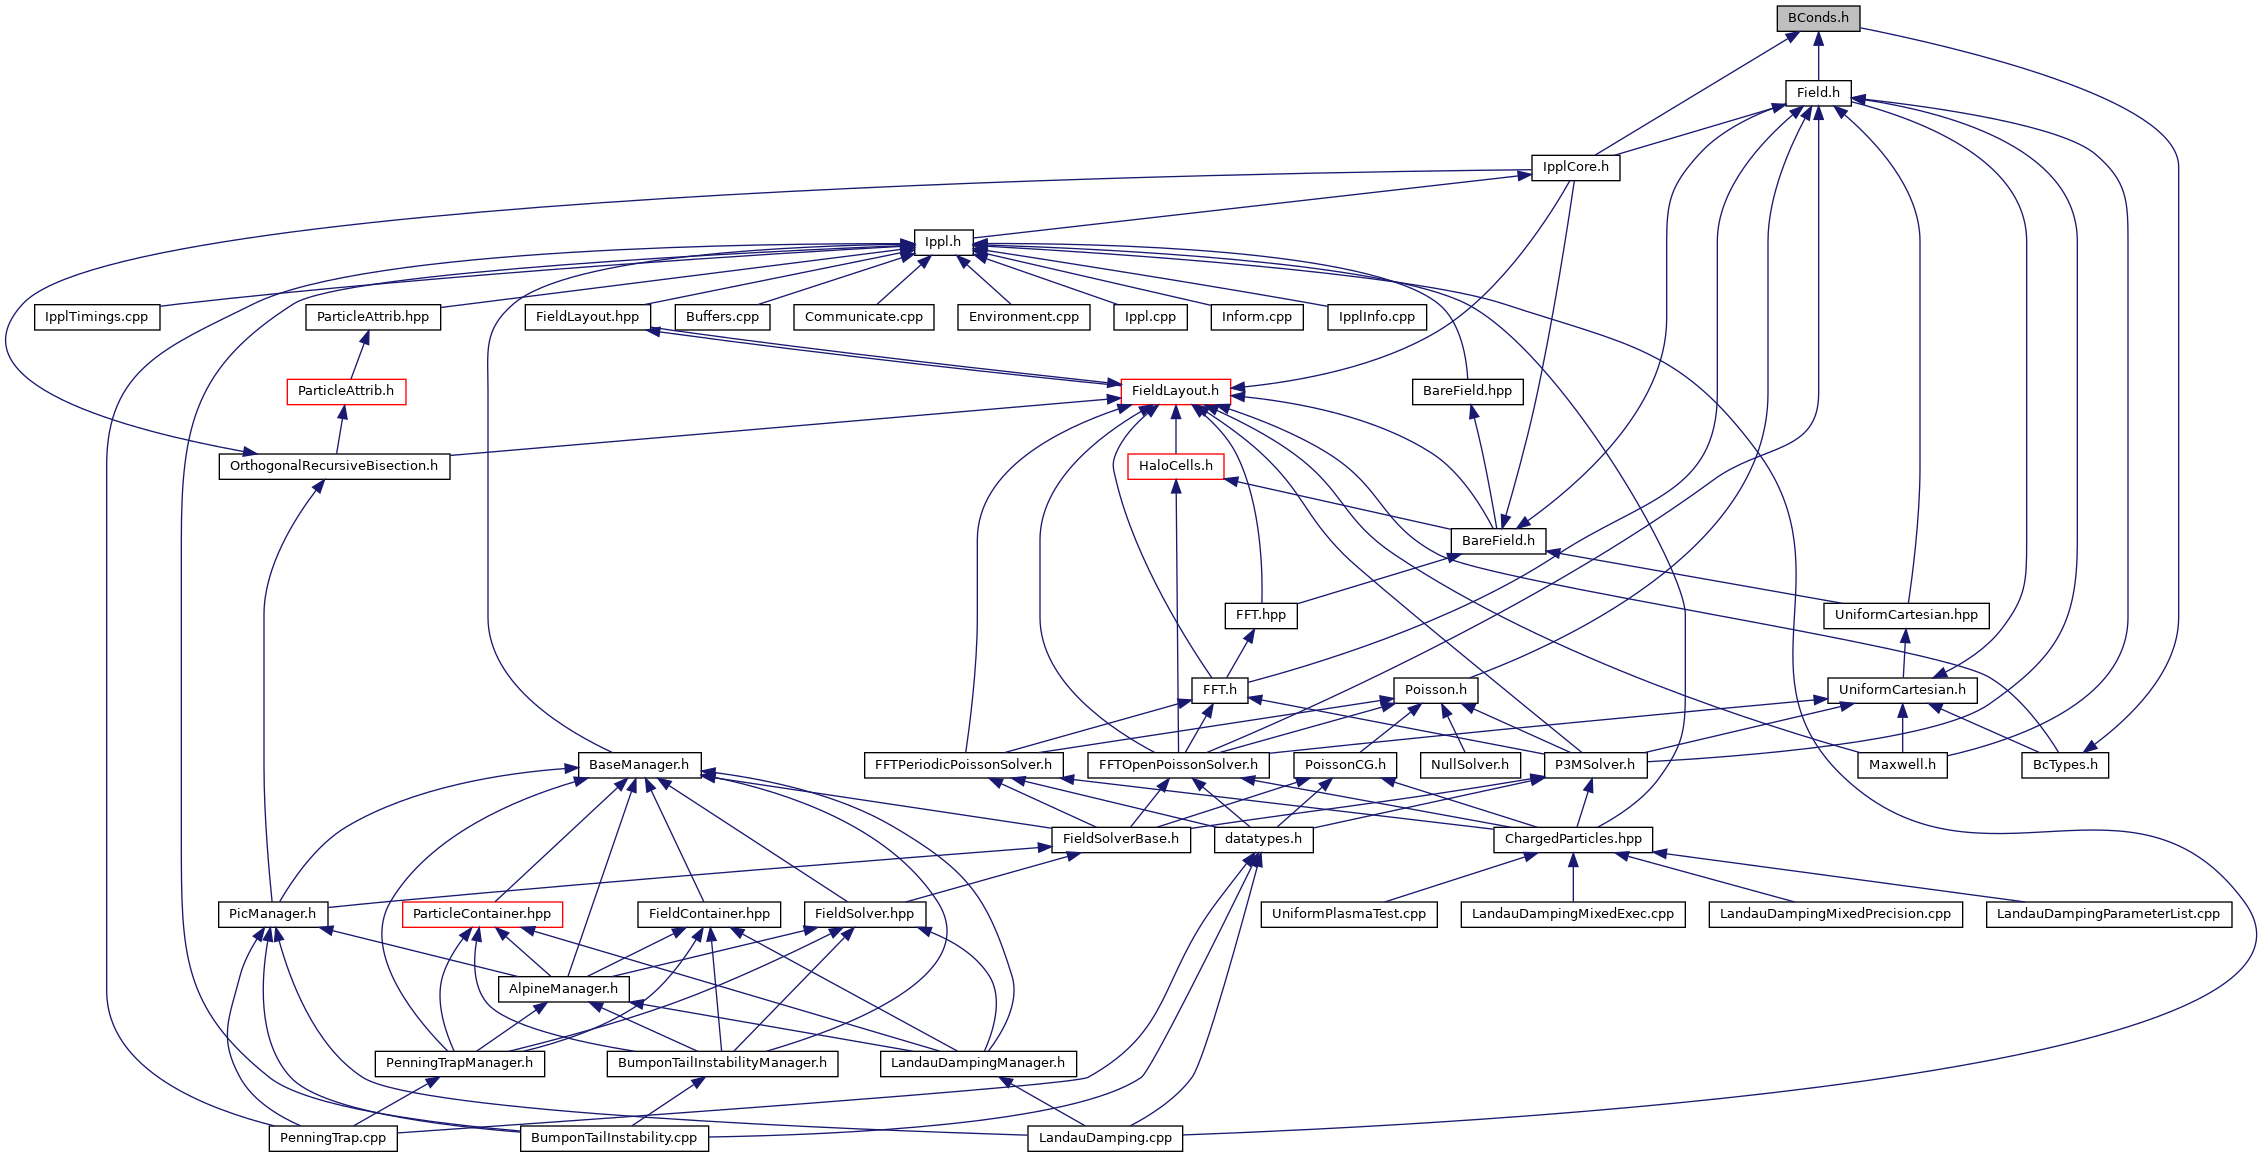 BConds.h
Field.h
IpplCore.h
Ippl.h
IpplTimings.cpp
ParticleAttrib.hpp
FieldLayout.hpp
Buffers.cpp
Communicate.cpp
Environment.cpp
Ippl.cpp
Inform.cpp
IpplInfo.cpp
ParticleAttrib.h
FieldLayout.h
BareField.hpp
OrthogonalRecursiveBisection.h
HaloCells.h
BareField.h
FFT.hpp
UniformCartesian.hpp
FFT.h
Poisson.h
UniformCartesian.h
BaseManager.h
FFTPeriodicPoissonSolver.h
FFTOpenPoissonSolver.h
PoissonCG.h
NullSolver.h
P3MSolver.h
Maxwell.h
BcTypes.h
FieldSolverBase.h
datatypes.h
ChargedParticles.hpp
PicManager.h
ParticleContainer.hpp
FieldContainer.hpp
FieldSolver.hpp
UniformPlasmaTest.cpp
LandauDampingMixedExec.cpp
LandauDampingMixedPrecision.cpp
LandauDampingParameterList.cpp
AlpineManager.h
PenningTrapManager.h
BumponTailInstabilityManager.h
LandauDampingManager.h
PenningTrap.cpp
BumponTailInstability.cpp
LandauDamping.cpp